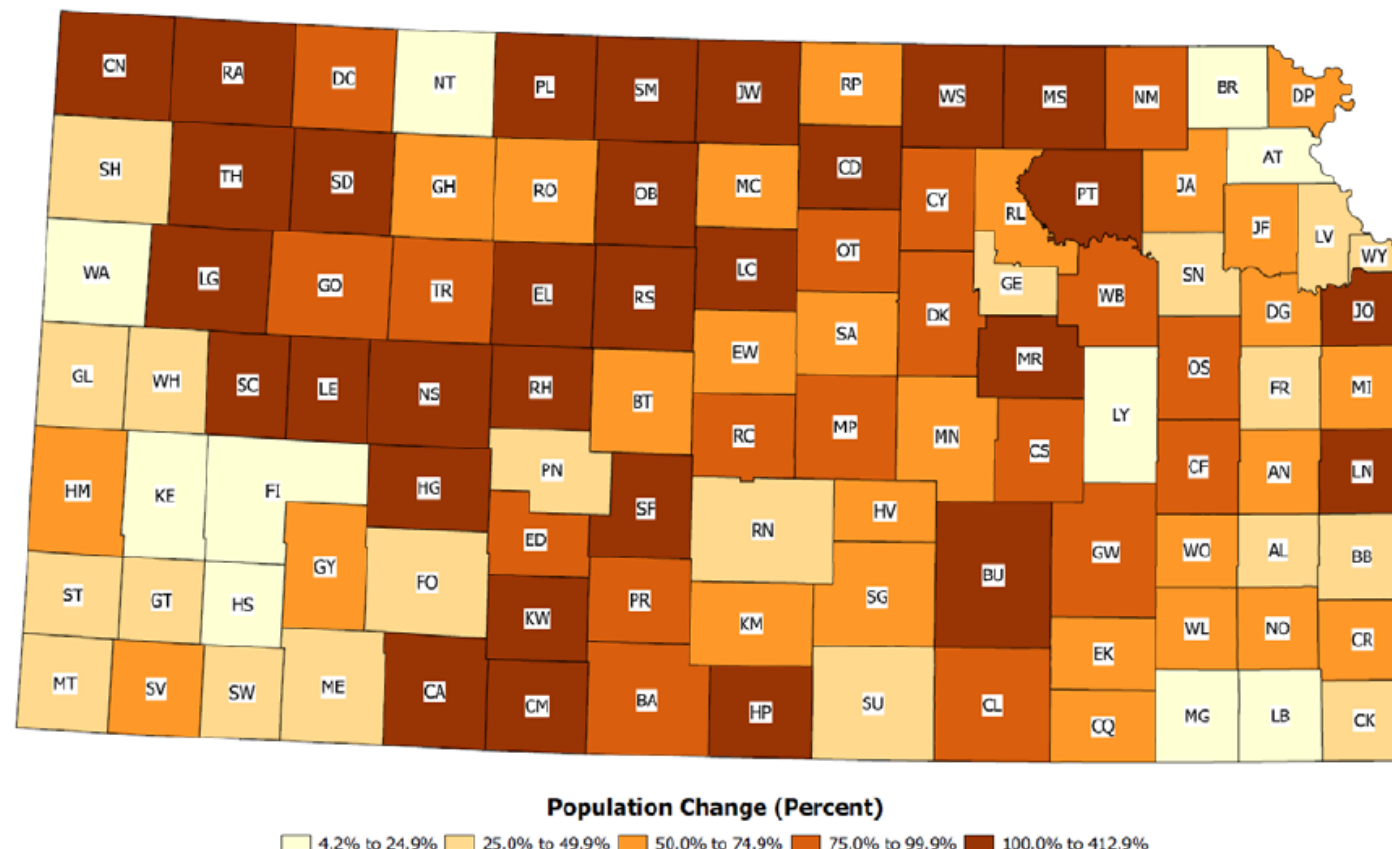 CN RA DC NT PL SM JW RP WS MS NM BR DP
SH TH SD GH RO OB MC CD CY RL PT JA AT
WA LG GO TR EL RS LC OT DK GE WB SN JF LV WY
GL WH SC LE NS RH BT EW SA MR LY OS DG JO
HM KE FI HG PN SF RC MP MN CS CF FR MI
ST GT HS GY FO ED RN HV BU GW AN LN
MT SV SW ME CA KW PR KM SG EK WO AL BB
CM BA HP SU CL CQ WL NO CR
MG LB CK
Population Change (Percent)
4.2% to 24.9% 25.0% to 49.9% 50.0% to 74.9% 75.0% to 99.9% 100.0% to 412.9%